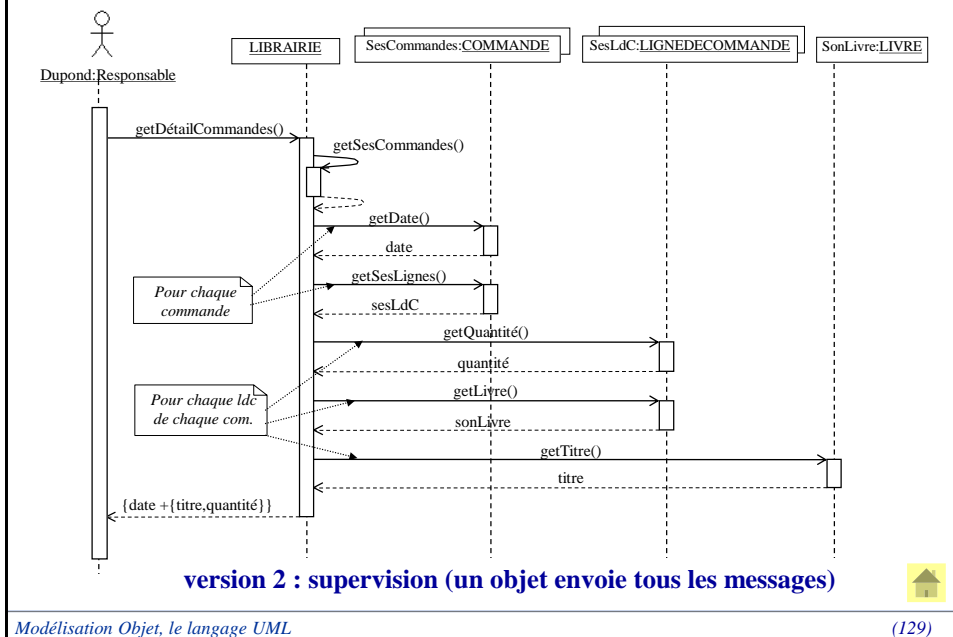 LIBRAIRIE
SesCommandes:COMMANDE
SesLdC:LIGNEDECOMMANDE
SonLivre:LIVRE
Dupond:Responsable
getDétailCommandes()
getSesCommandes()
getDate()
date
getSesLignes()
Pour chaque
commande
sesLdC
getQuantité()
quantité
getLivre()
Pour chaque ldc
de chaque com.
sonLivre
getTitre()
titre
{date +{titre,quantité}}
version 2 : supervision (un objet envoie tous les messages)
Modélisation Objet, le langage UML
(129)